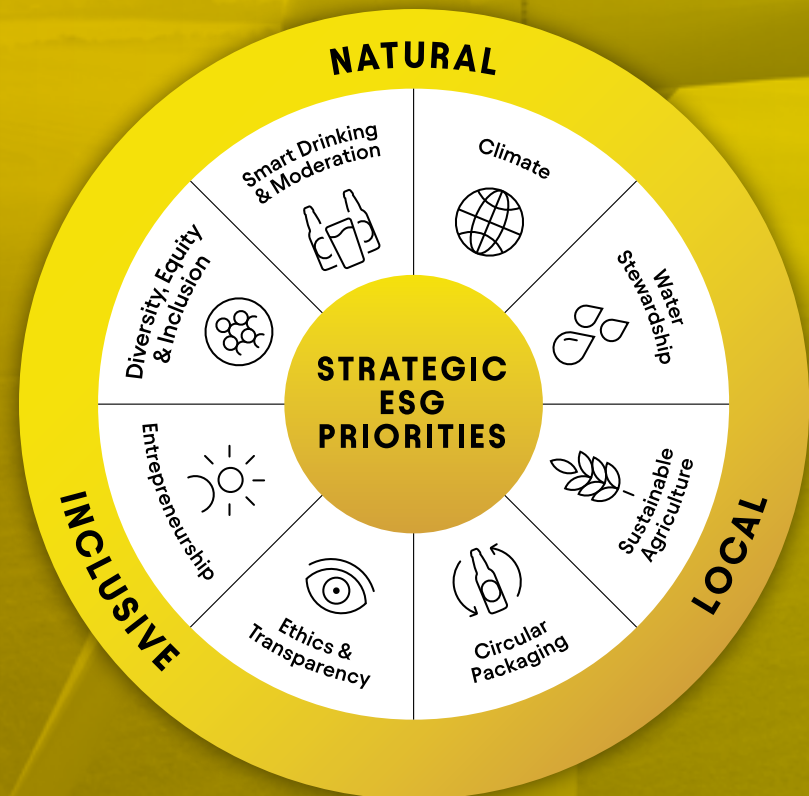 NATURAL
Smart Drinking
& Moderation
Climate
Diversity, Equity
& Inclusion
Water
Stewardship
STRATEGIC
ESG
PRIORITIES
Entrepreneurship
Sustainable
Agriculture
INCLUSIVE
LOCAL
Ethics &
Transparency
Circular
Packaging